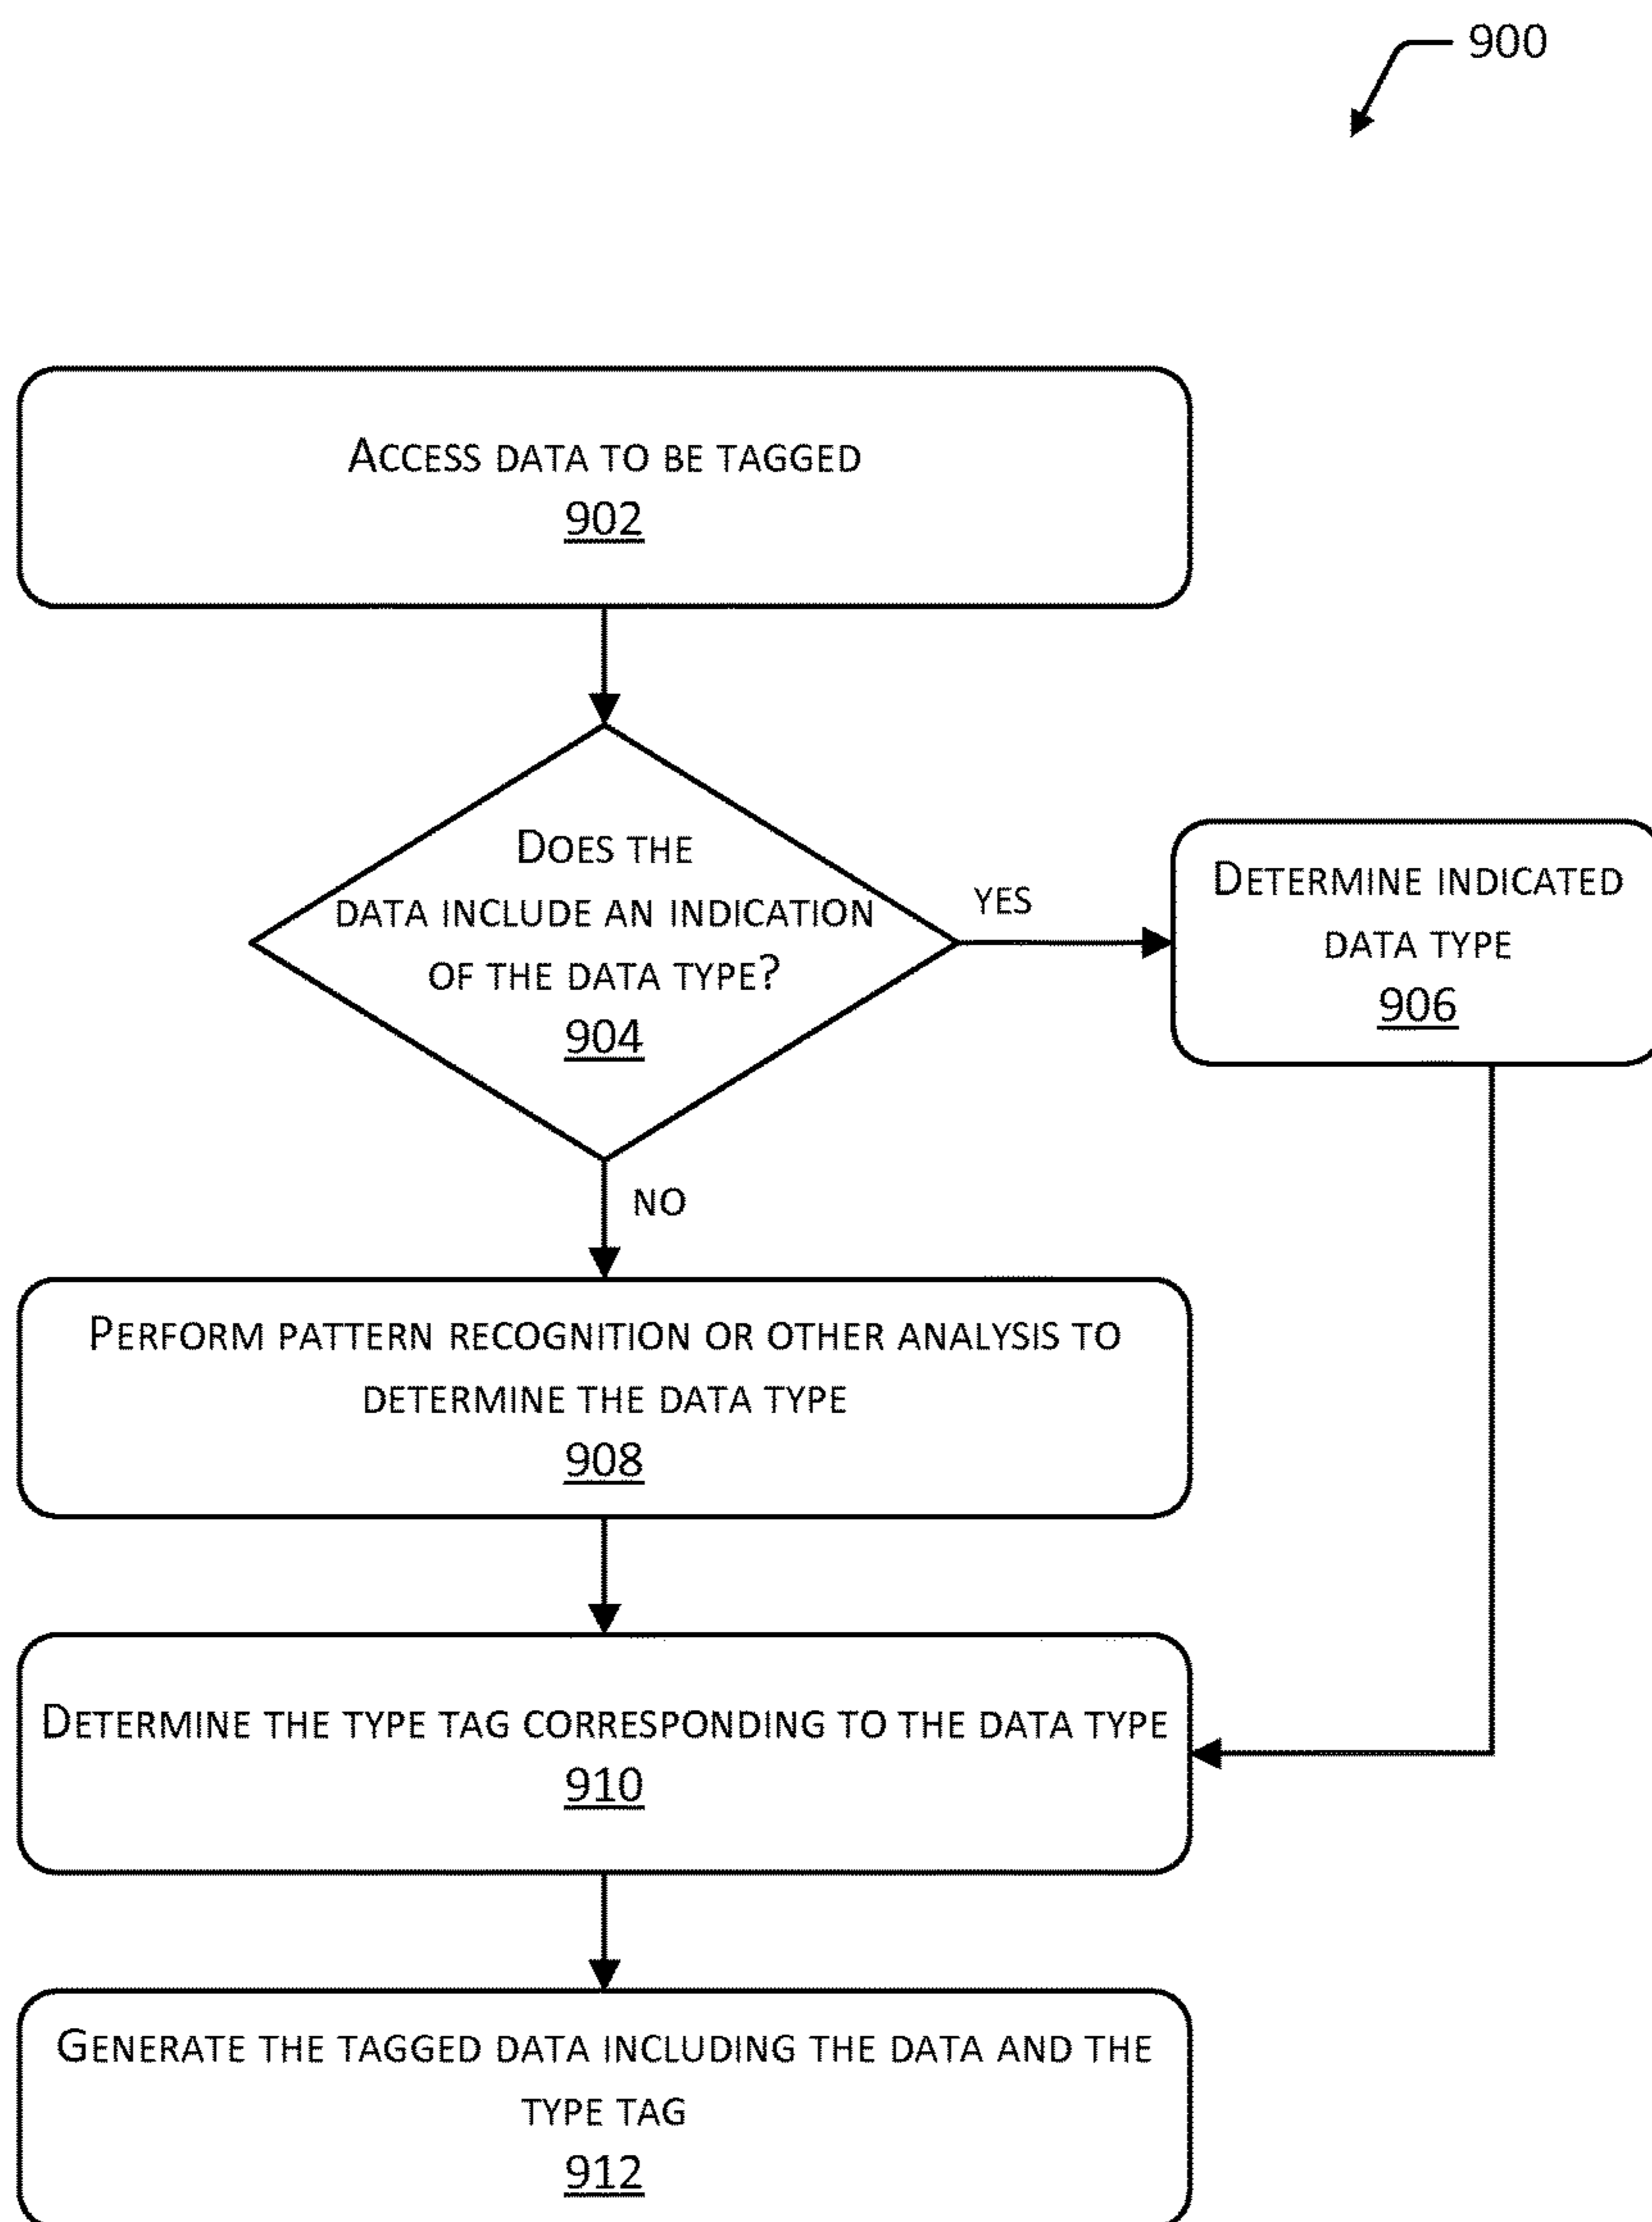 900
ACCESS DATA TO BE TAGGED
902
DOES THE
DATA INCLUDE AN INDICATION
OF THE DATA TYPE?
904
YES
DETERMINE INDICATED
DATA TYPE
906
NO
PERFORM PATTERN RECOGNITION OR OTHER ANALYSIS TO
DETERMINE THE DATA TYPE
908
DETERMINE THE TYPE TAG CORRESPONDING TO THE DATA TYPE
910
GENERATE THE TAGGED DATA INCLUDING THE DATA AND THE
TYPE TAG
912